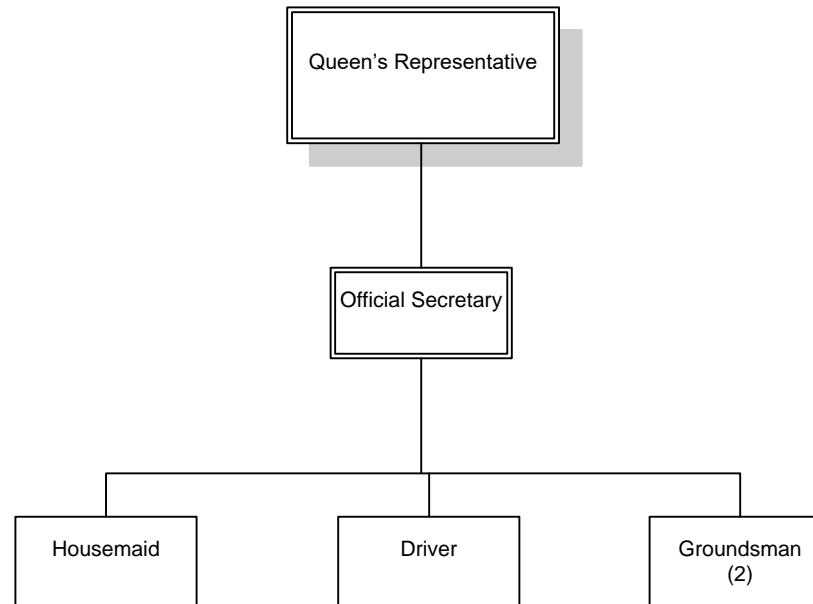 Queen’s Representative
Official Secretary
Housemaid
Driver
Groundsman
(2)